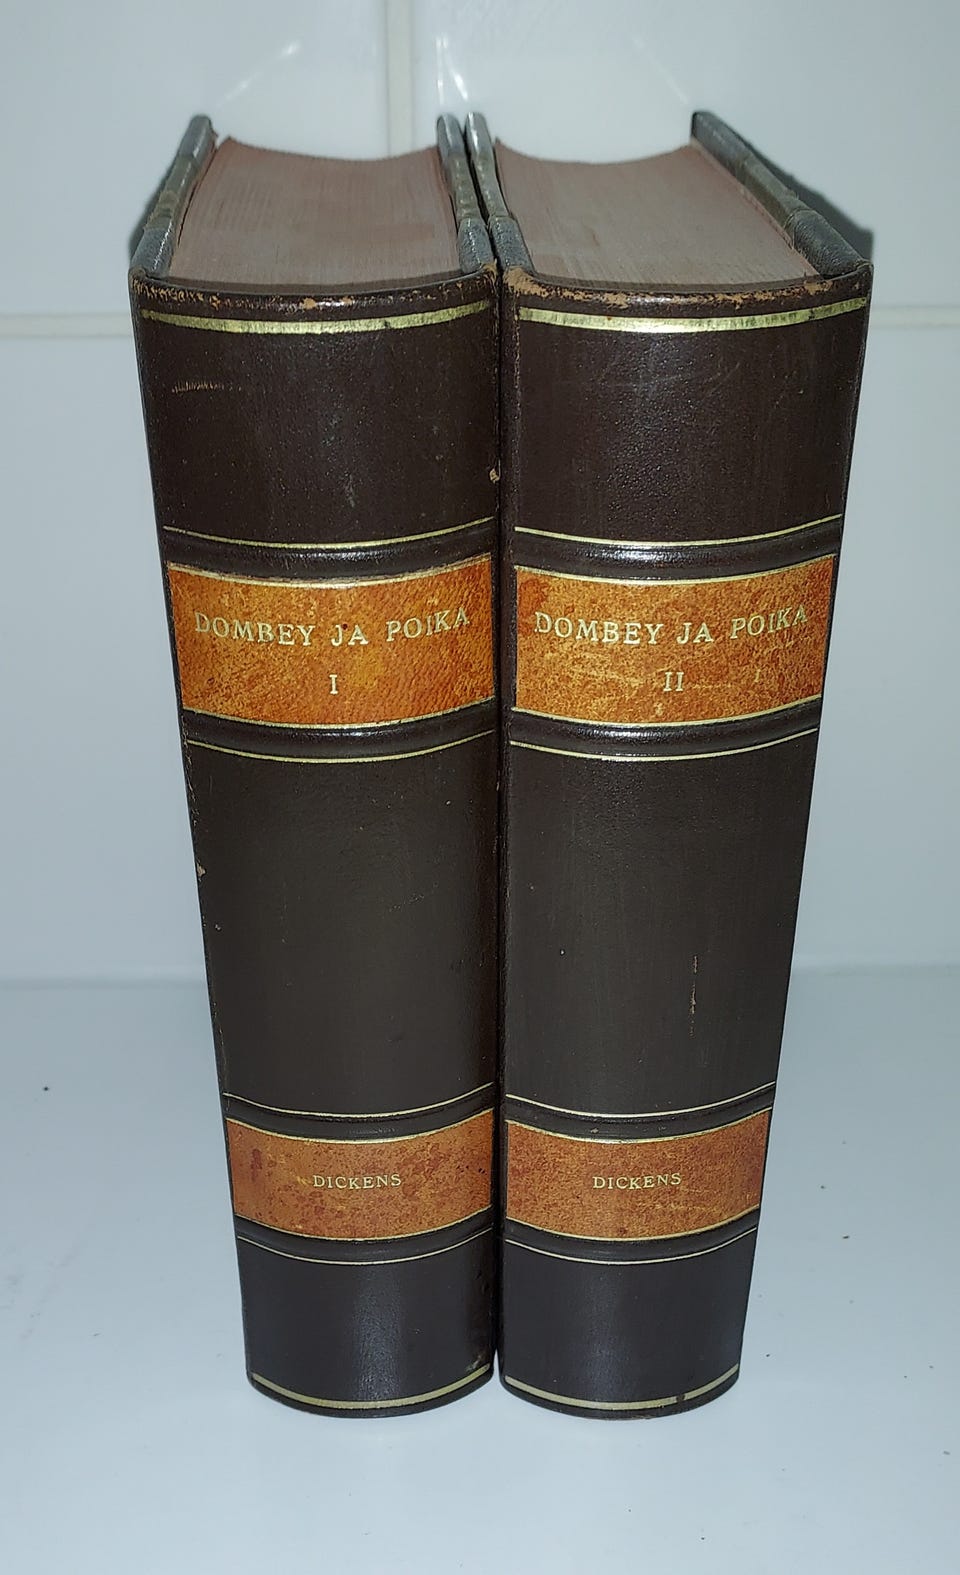 DOMBEY JA POIKA
I
DICKENS
DOMBEY JA POIKA
II
DICKENS